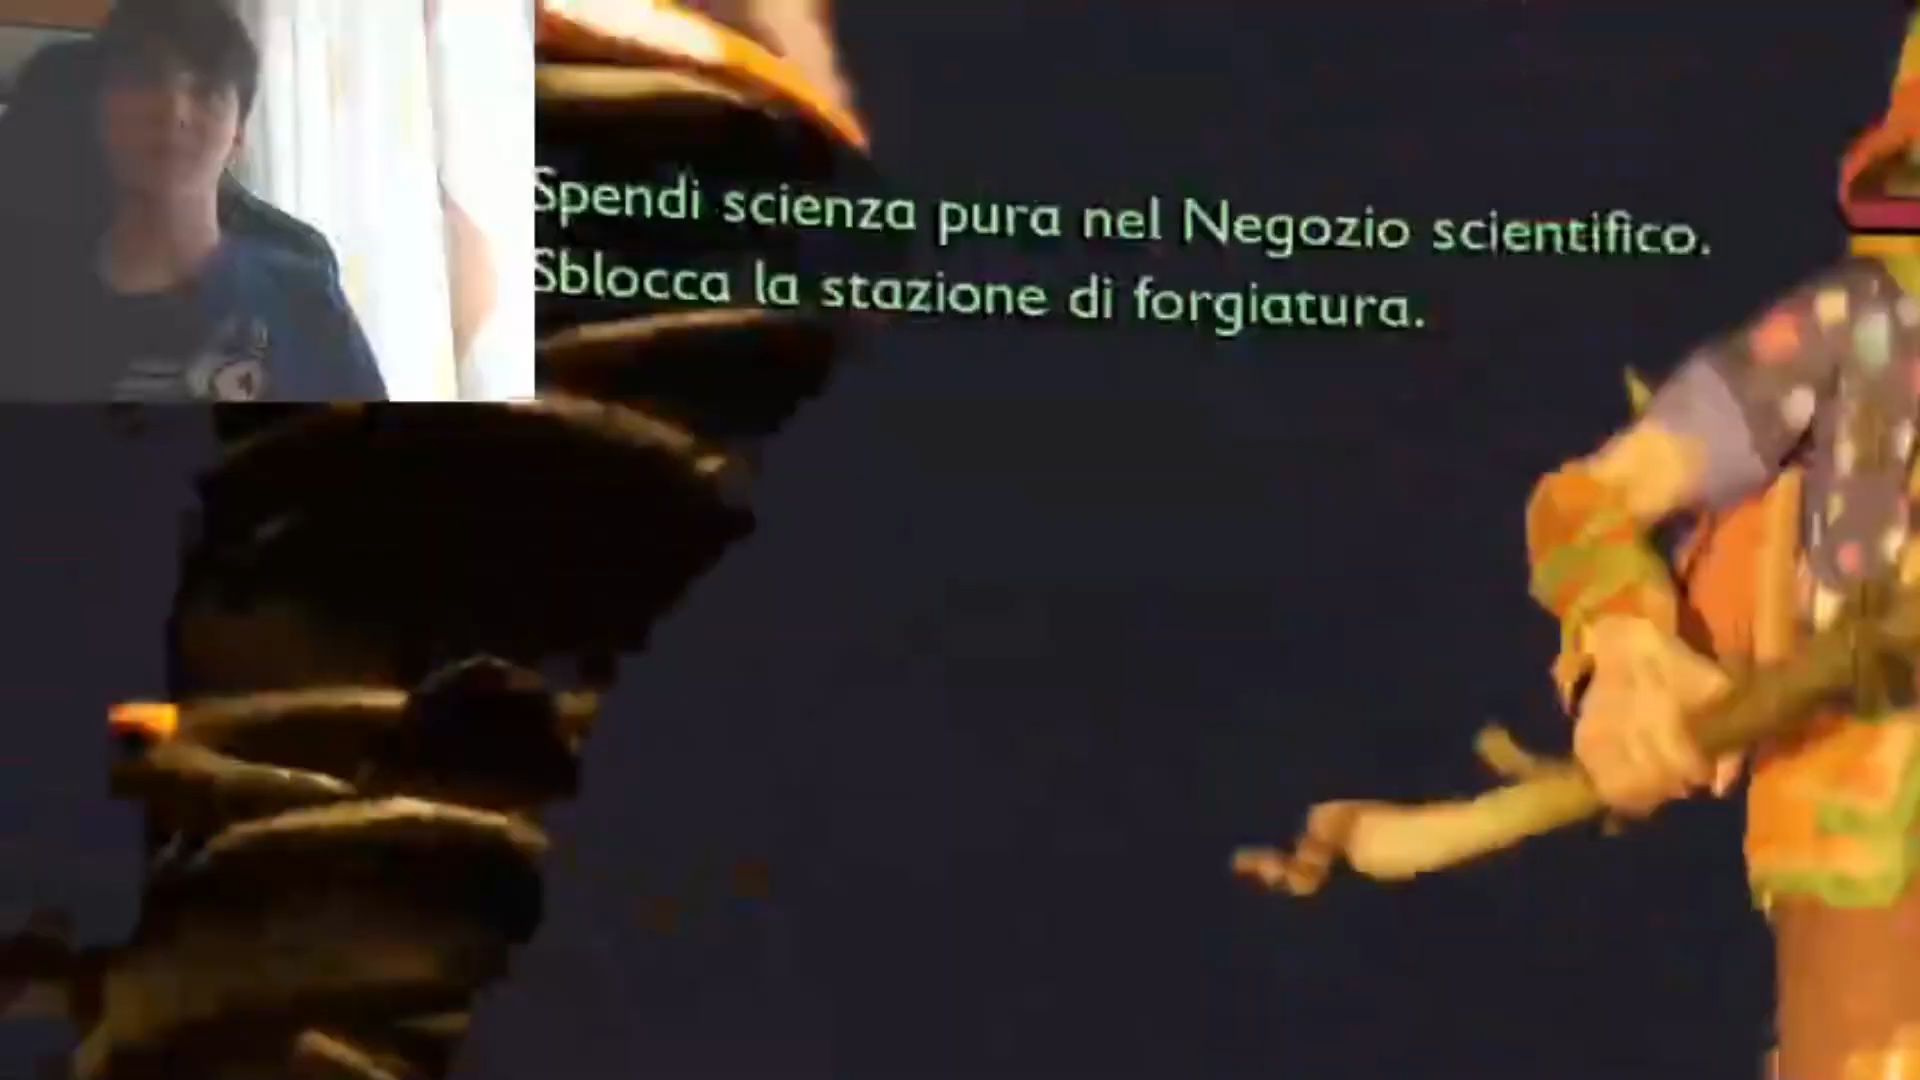 Spendi scienza pura nel Negozio scientifico.
Sblocca la stazione di forgiatura.